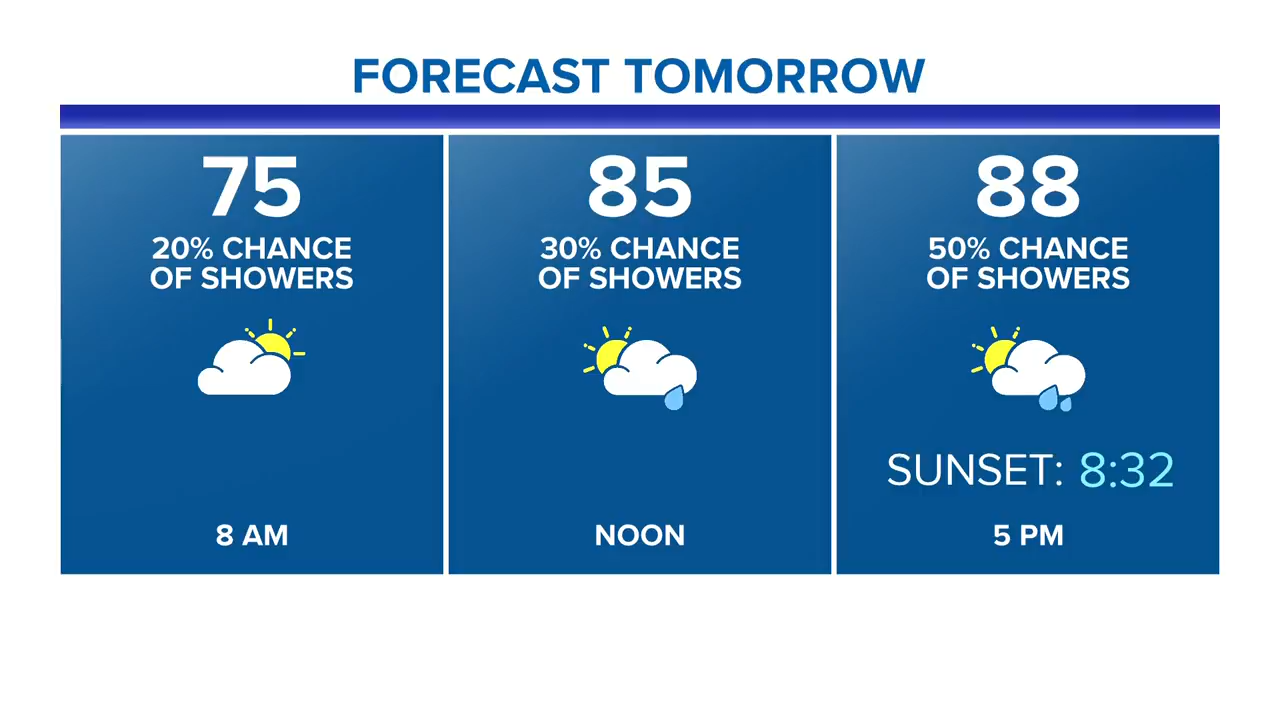 FORECAST TOMORROW
75
20% CHANCE
OF SHOWERS
8 AM
85
30% CHANCE
OF SHOWERS
NOON
88
50% CHANCE
OF SHOWERS
SUNSET: 8:32
5 PM